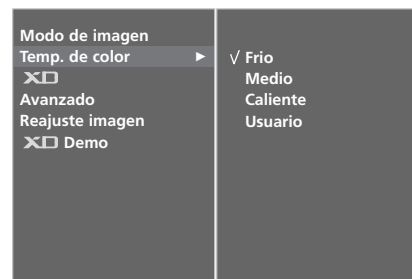 Modo de imagen
Temp. de color ►
XD
Avanzado
Reajuste imagen
XD Demo
√ Frio
Medio
Caliente
Usuario